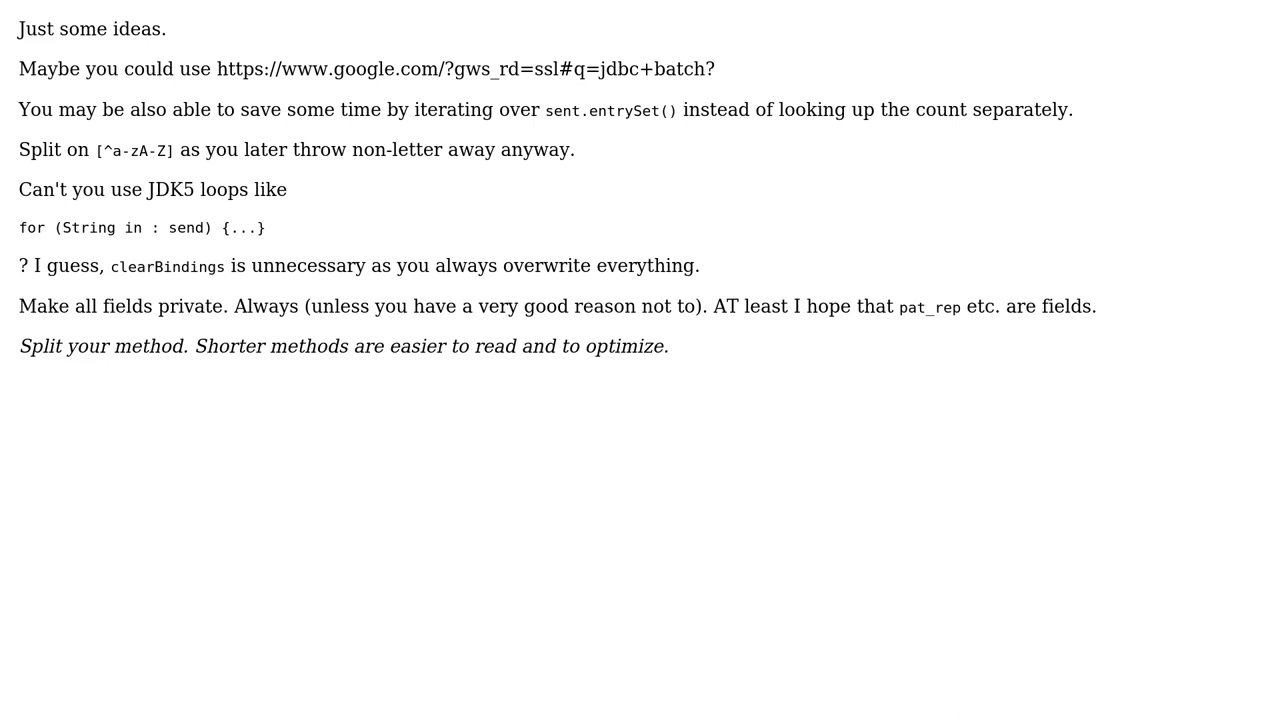 Just some ideas.
Maybe you could use https://www.google.com/?gws_rd=ssl#q=jdbc+batch?
You may be also able to save some time by iterating over sent.entrySet() instead of looking up the count separately.
Split on [^a-zA-Z] as you later throw non-letter away anyway.
Can't you use JDK5 loops like
for (String in : send) {...}
? I guess, clearBindings is unnecessary as you always overwrite everything.
Make all fields private. Always (unless you have a very good reason not to). AT least I hope that pat_rep etc. are fields.
Split your method. Shorter methods are easier to read and to optimize.